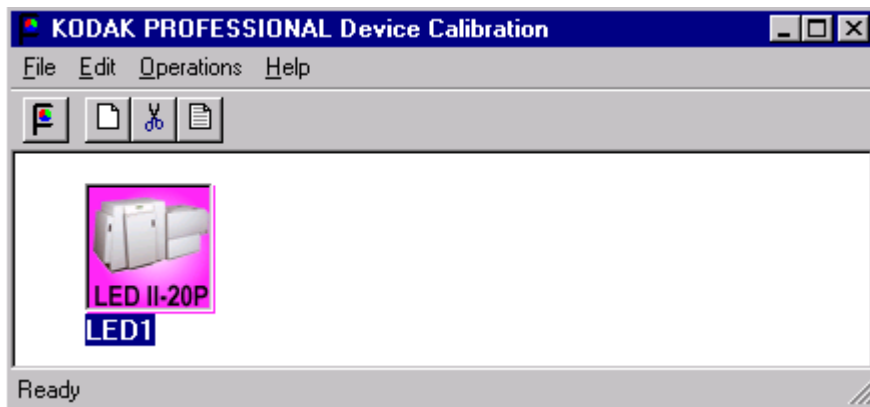 KODAK PROFESSIONAL Device Calibration
File Edit Operations Help
LED II-20P
LED1
Ready